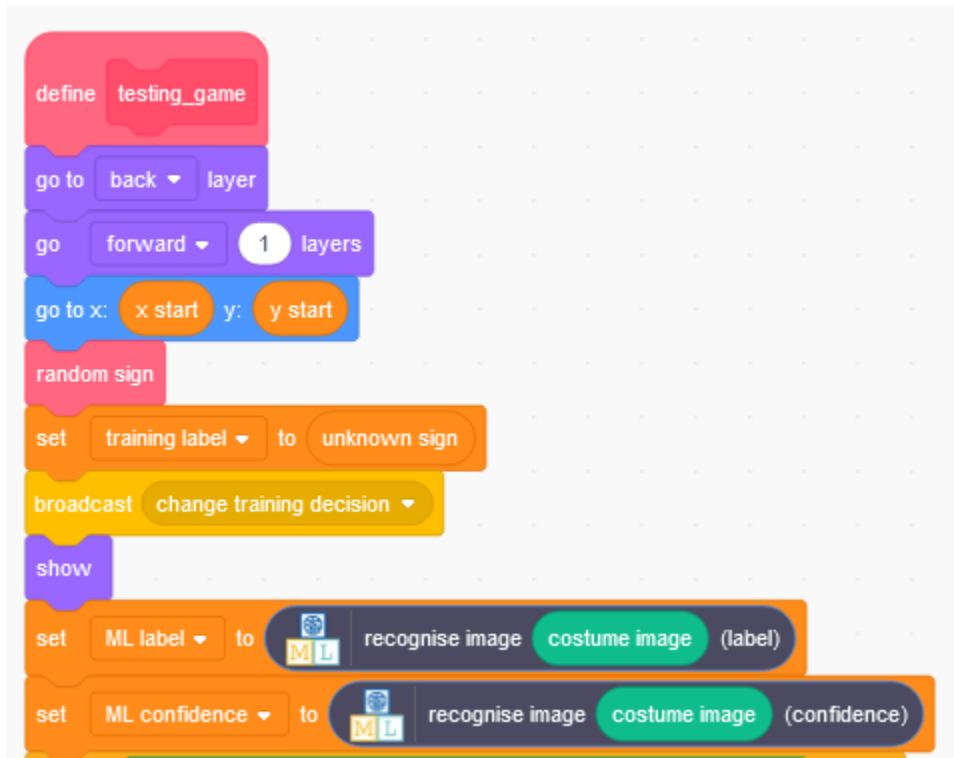 define testing_game
go to back layer
go forward 1 layers
go to x: x start y: y start
random sign
set training label to unknown sign
broadcast change training decision
show
set ML label to ML recognise image costume image (label)
set ML confidence to ML recognise image costume image (confidence)